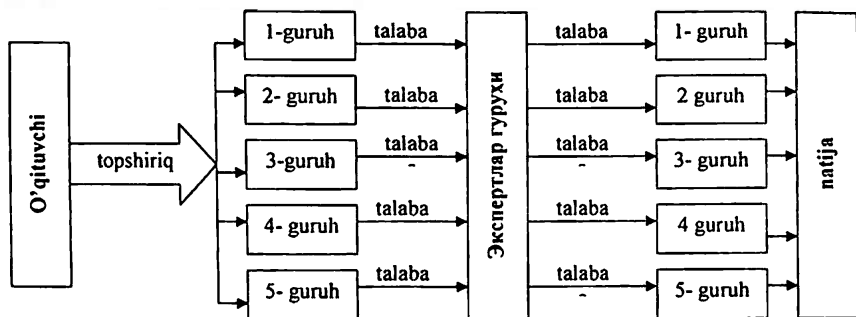 O'qituvchi
topshiriq
1-guruh
2- guruh
3-guruh
4- guruh
5- guruh
talaba
talaba
talaba
talaba
talaba
Экспертлар гурухи
talaba
talaba
talaba
talaba
talaba
1- guruh
2 guruh
3- guruh
4 guruh
5- guruh
natija